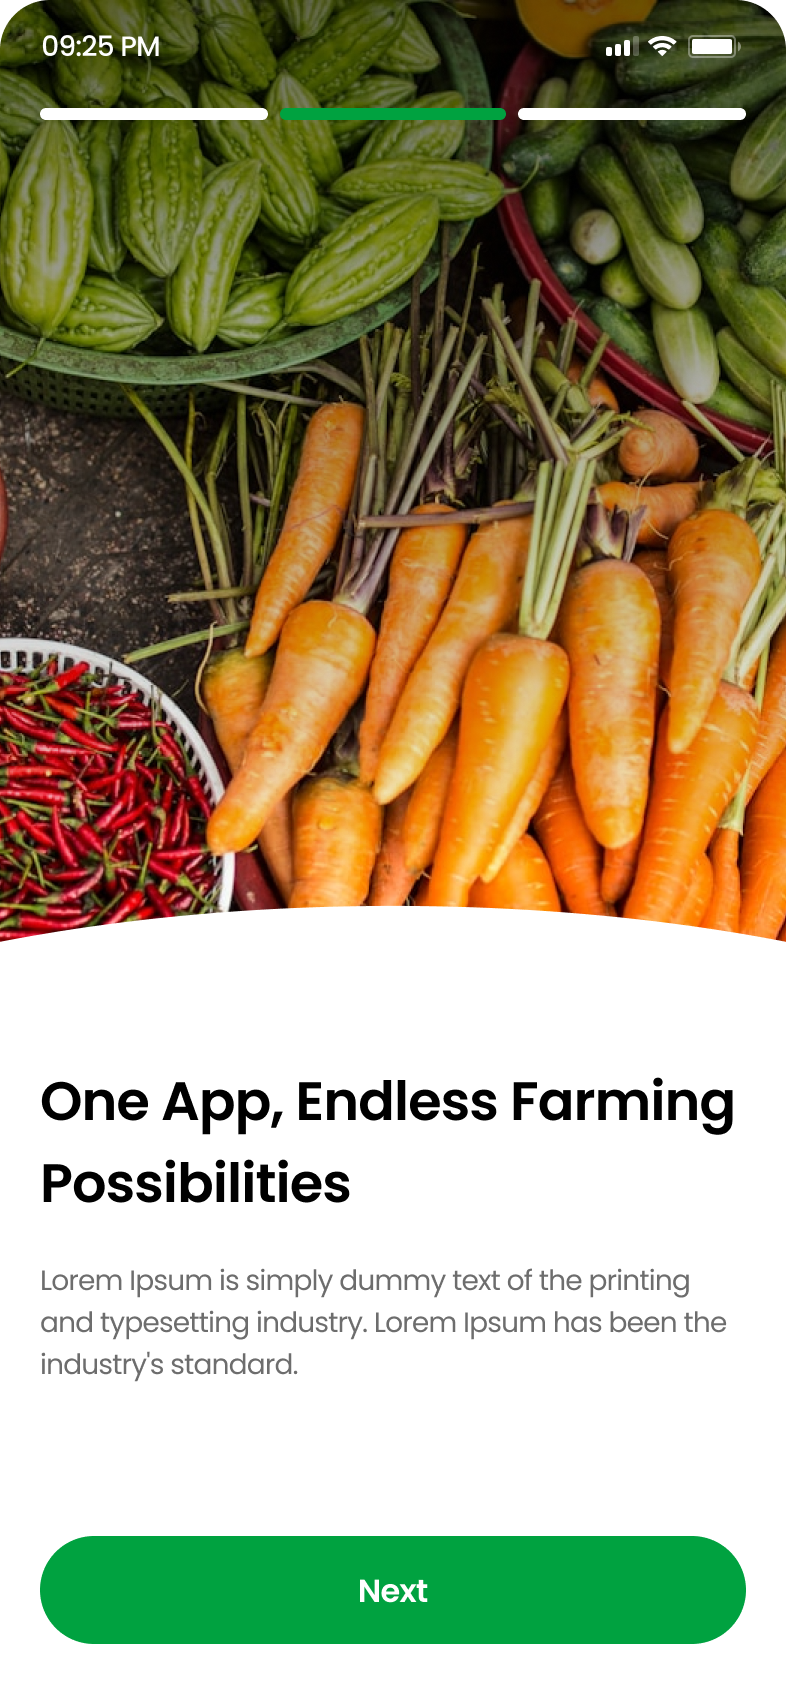 09:25 PM
One App, Endless Farming
Possibilities
Lorem Ipsum is simply dummy text of the printing
and typesetting industry. Lorem Ipsum has been the
industry's standard.
Next